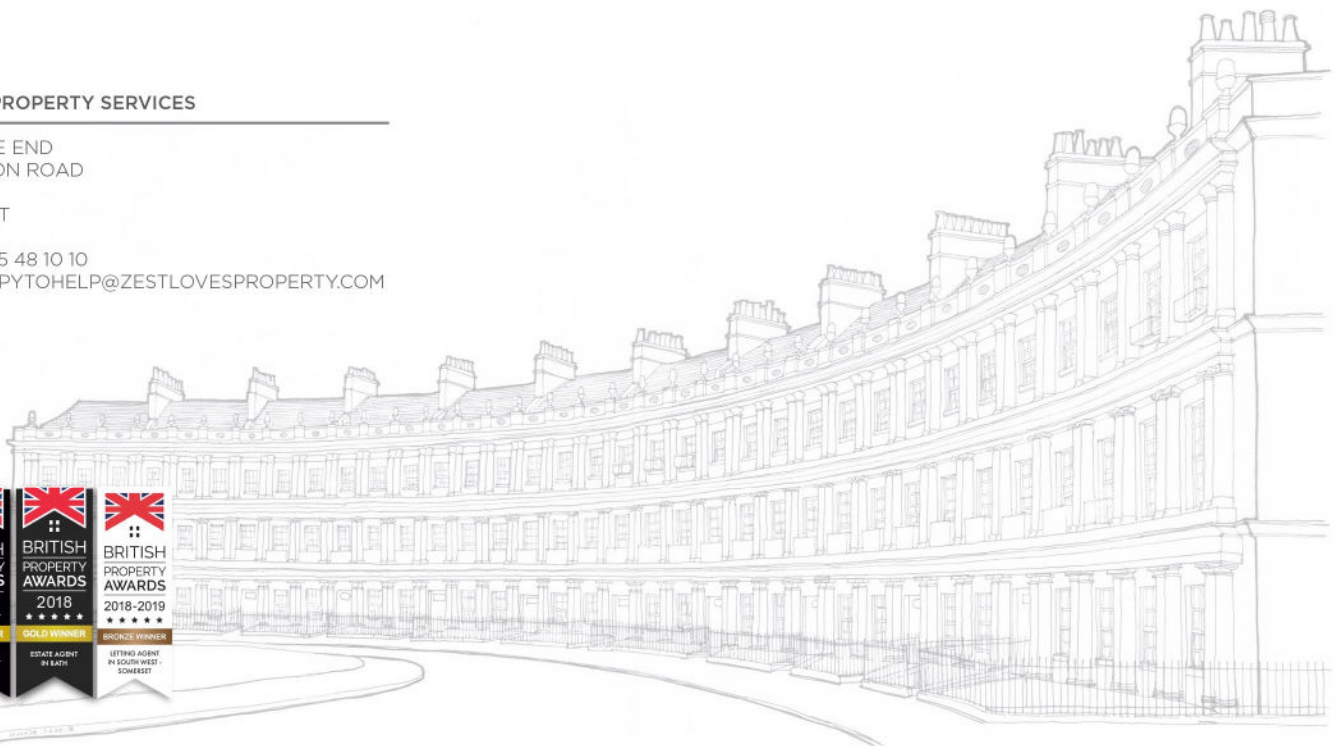 PROPERTY SERVICES
E END
ON ROAD
T
5 48 10 10
PYTOHELP@ZESTLOVESPROPERTY.COM
H
Y
S
R
BRITISH
PROPERTY
AWARDS
2018
GOLD WINNER
ESTATE AGENT
IN BATH
BRITISH
PROPERTY
AWARDS
2018-2019
BRONZE WINNER
LETTING AGENT
IN SOUTH WEST -
SOMERSET